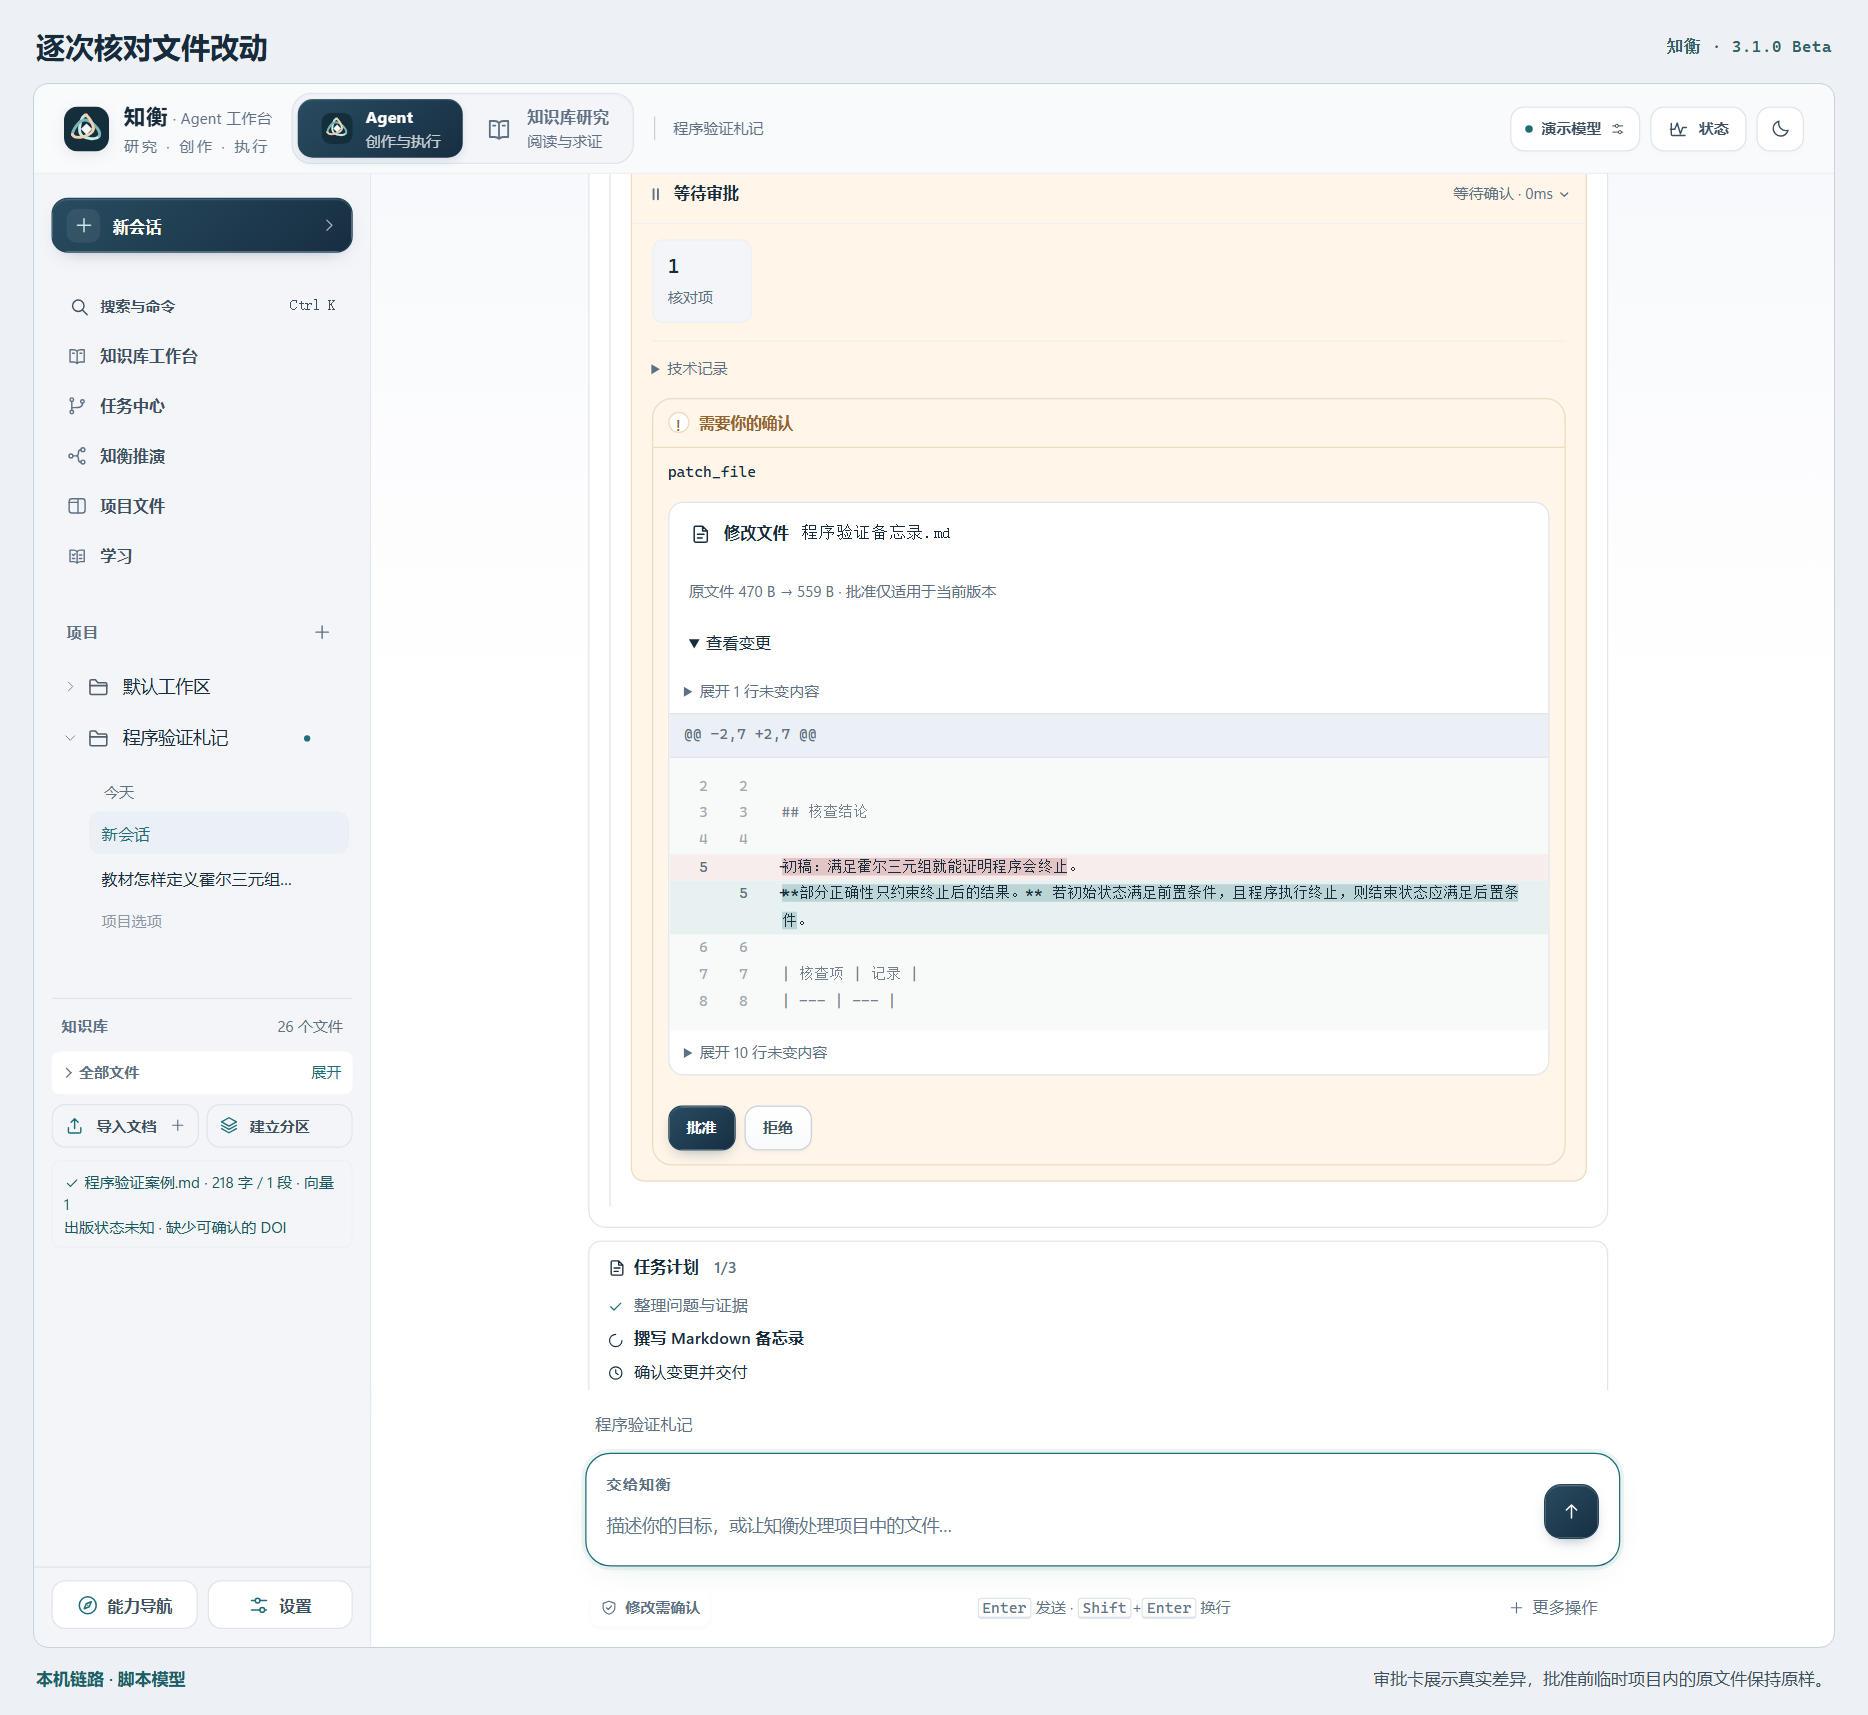 逐次核对文件改动
知衡 · 3.1.0 Beta
知衡 · Agent 工作台
研究 · 创作 · 执行
Agent
创作与执行
知识库研究
阅读与求证
程序验证札记
演示模型
状态
新会话
搜索与命令 Ctrl K
知识库工作台
任务中心
知衡推演
项目文件
学习
项目
默认工作区
程序验证札记
今天
新会话
教材怎样定义霍尔三元组...
项目选项
知识库 26 个文件
全部文件 展开
导入文档
建立分区
程序验证案例.md · 218 字 / 1 段 · 向量
1
出版状态未知 · 缺少可确认的 DOI
能力导航
设置
等待审批 等待确认 · 0ms
1
核对项
技术记录
! 需要你的确认
patch_file
修改文件 程序验证备忘录.md
原文件 470 B → 559 B · 批准仅适用于当前版本
查看变更
展开 1 行未变内容
@@ -2,7 +2,7 @@
2 2
3 3 ## 核查结论
4 4
5 -初稿：满足霍尔三元组就能证明程序会终止。
5 +**部分正确性只约束终止后的结果。** 若初始状态满足前置条件，且程序执行终止，则结束状态应满足后置条
件。
6 6
7 7 | 核查项 | 记录 |
8 8 | --- | --- |
展开 10 行未变内容
批准
拒绝
任务计划 1/3
整理问题与证据
撰写 Markdown 备忘录
确认变更并交付
程序验证札记
交给知衡
描述你的目标，或让知衡处理项目中的文件...
修改需确认
Enter 发送 · Shift + Enter 换行
更多操作
本机链路 · 脚本模型
审批卡展示真实差异，批准前临时项目内的原文件保持原样。